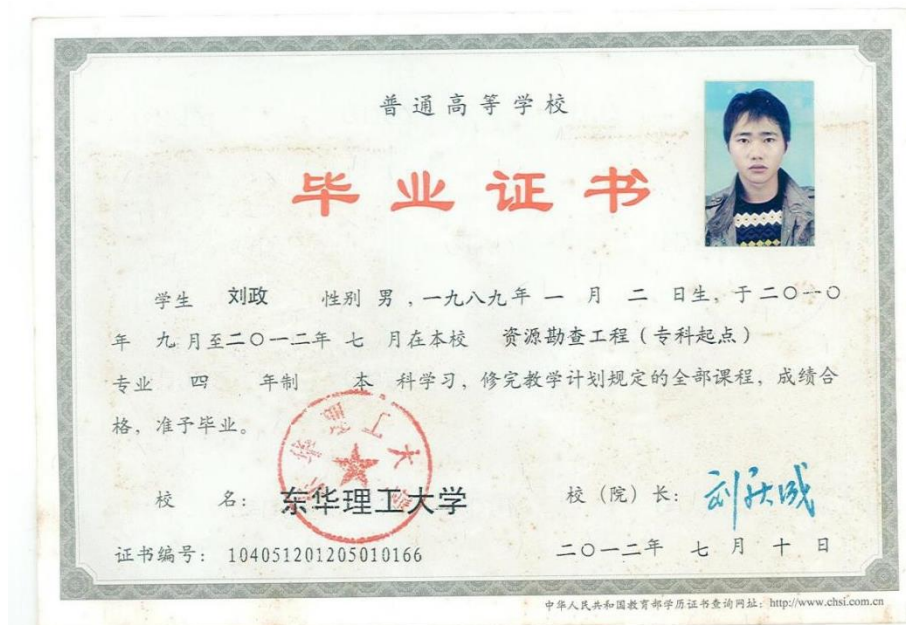 普通高等学校
毕业证书
学生 刘政 性别 男，一九八九年 一 月 二 日生，于二〇一〇
年 九 月至二〇一二年 七 月在本校 资源勘查工程（专科起点）
专业 四 年制 本 科学习，修完教学计划规定的全部课程，成绩合
格，准予毕业。
校 名：东华理工大学 校（院）长：
证书编号：104051201205010166 二〇一二年 七 月 十 日
中华人民共和国教育部学历证书查询网址：http://www.chsi.com.cn